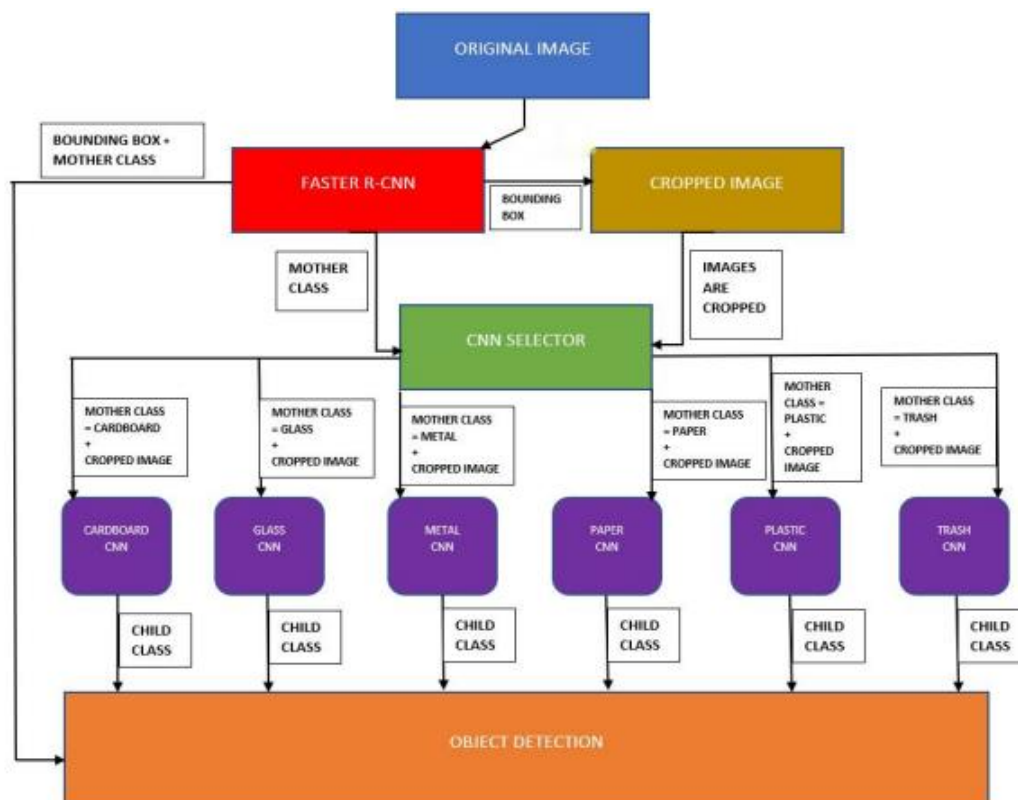 ORIGINAL IMAGE
BOUNDING BOX +
MOTHER CLASS
FASTER R-CNN
BOUNDING
BOX
CROPPED IMAGE
MOTHER
CLASS
IMAGES
ARE
CROPPED
CNN SELECTOR
MOTHER CLASS
= CARDBOARD
+
CROPPED IMAGE
MOTHER CLASS
= GLASS
+
CROPPED IMAGE
MOTHER CLASS
= METAL
+
CROPPED IMAGE
MOTHER CLASS
= PAPER
+
CROPPED IMAGE
MOTHER
CLASS =
PLASTIC
+
CROPPED
IMAGE
MOTHER CLASS
= TRASH
+
CROPPED IMAGE
CARDBOARD
CNN
GLASS
CNN
METAL
CNN
PAPER
CNN
PLASTIC
CNN
TRASH
CNN
CHILD
CLASS
CHILD
CLASS
CHILD
CLASS
CHILD
CLASS
CHILD
CLASS
CHILD
CLASS
OBJECT DETECTION